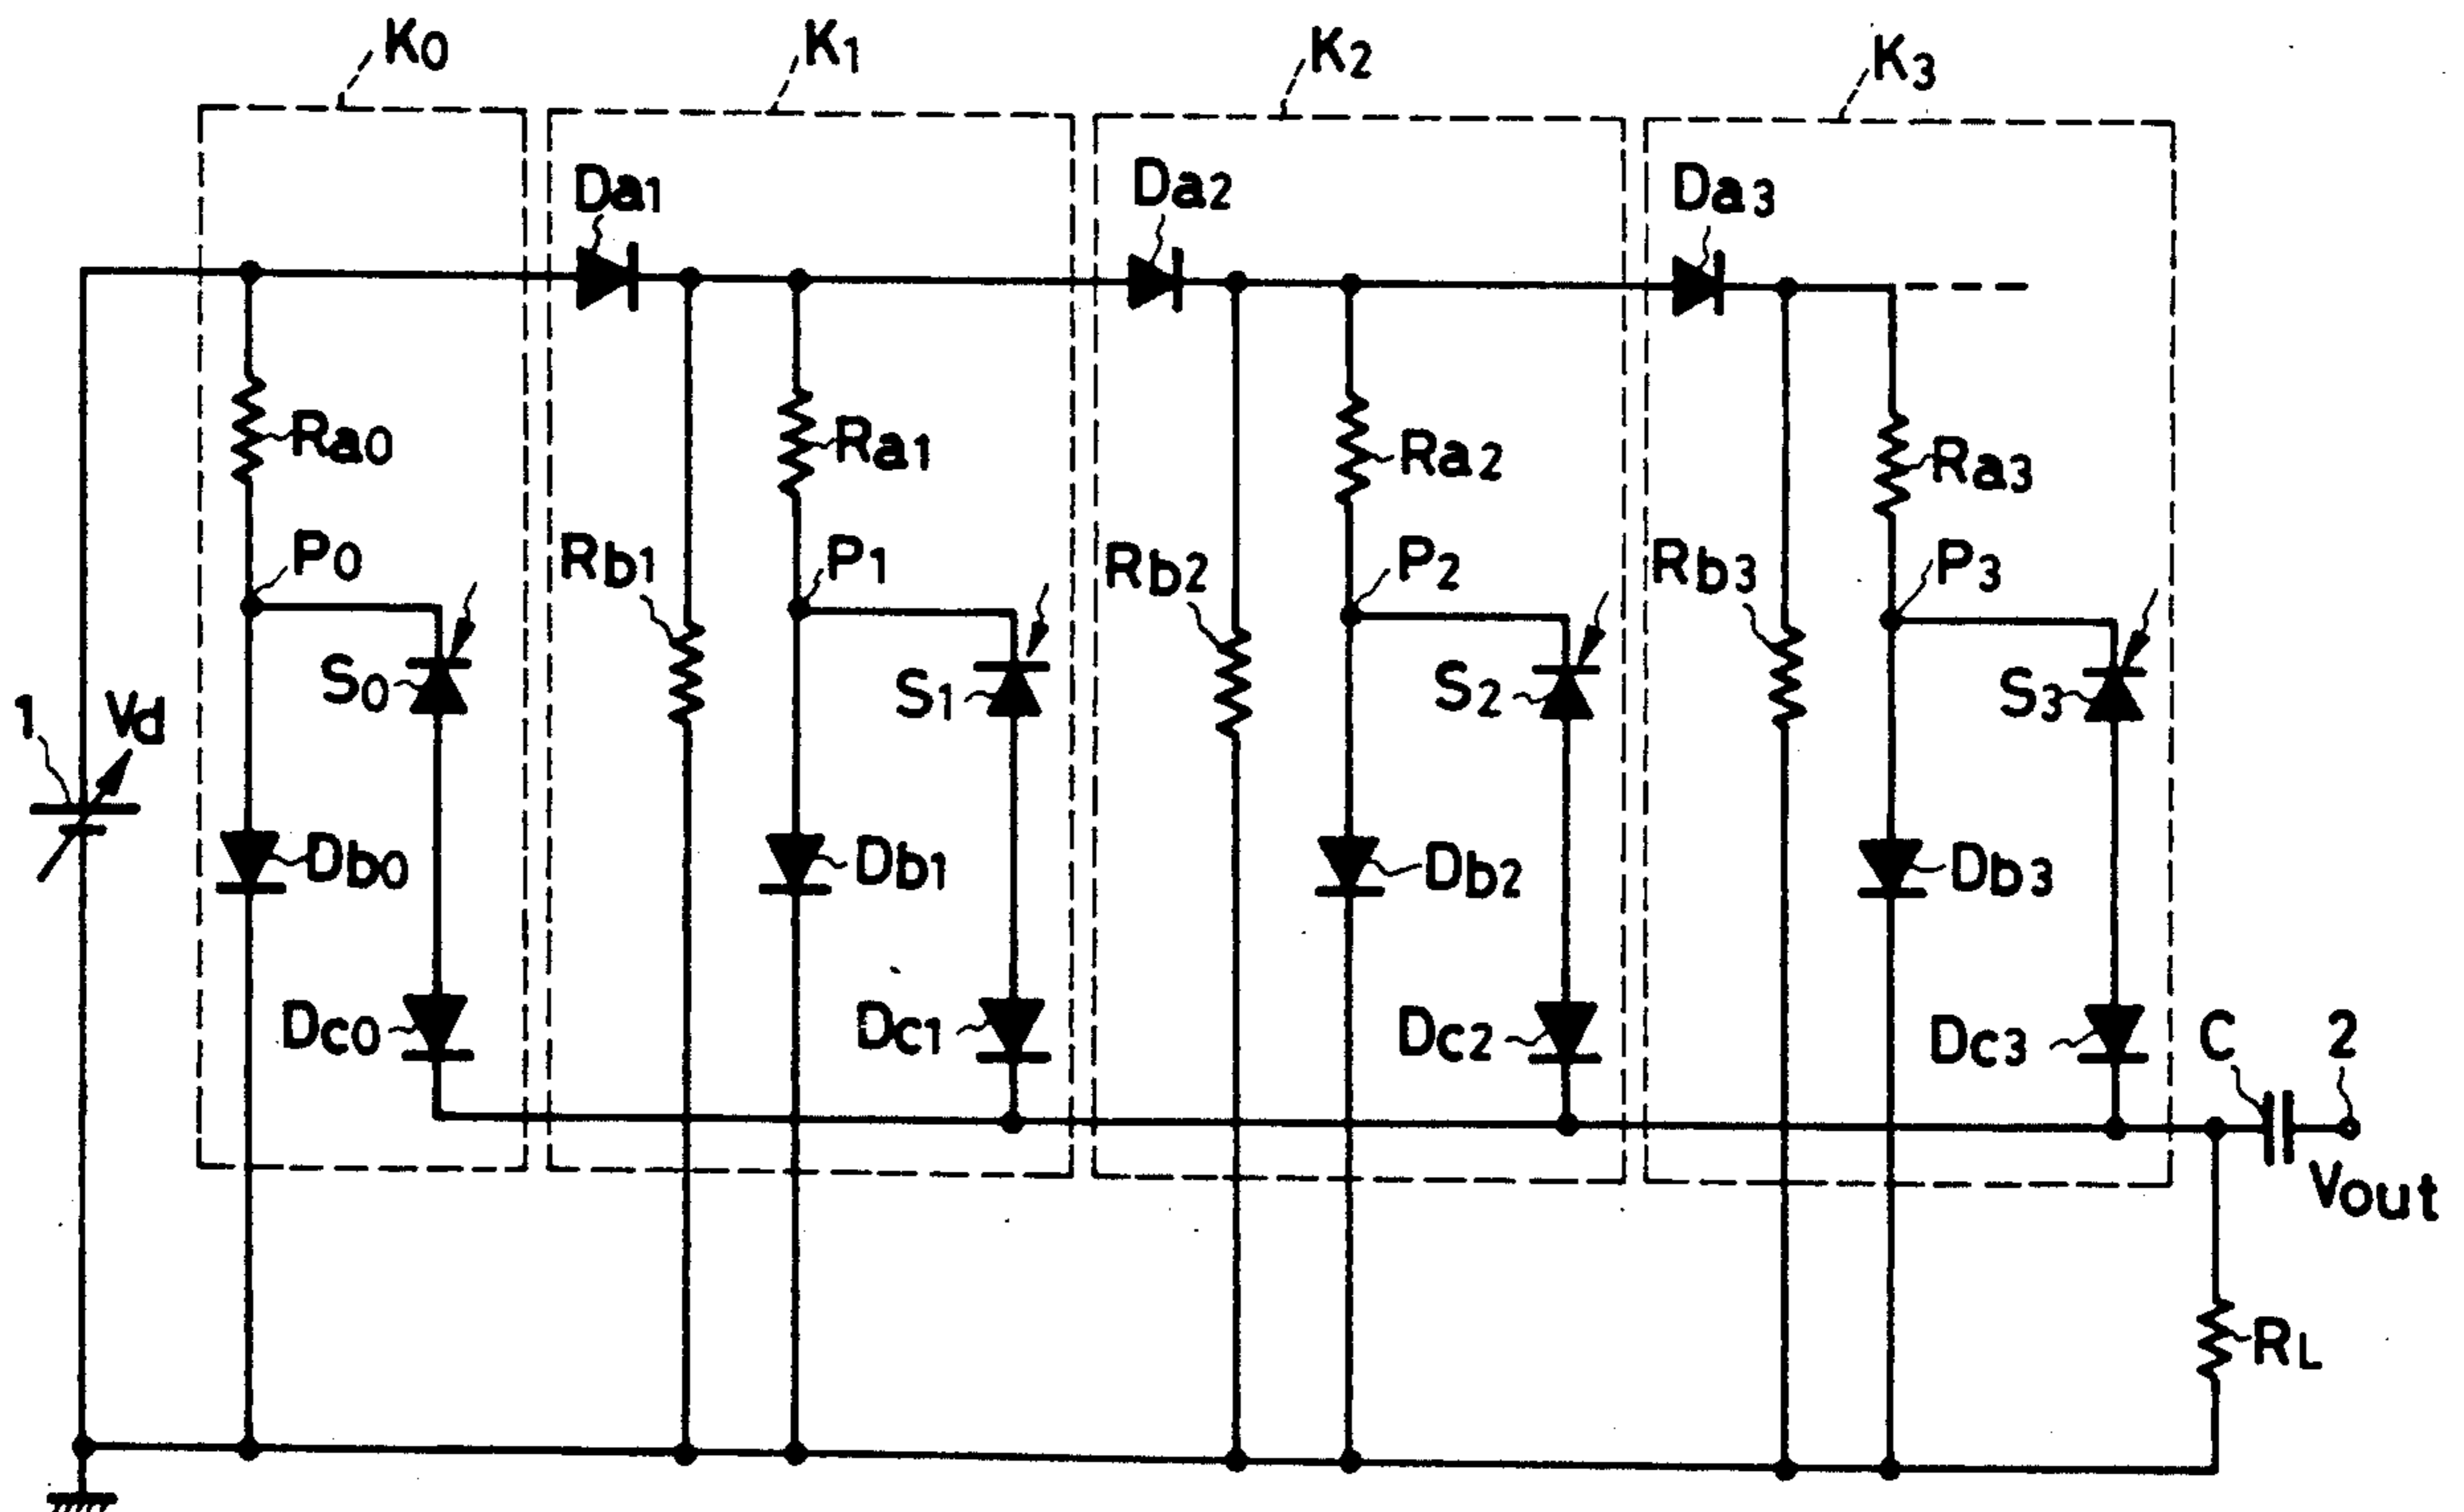 K0 K1 K2 K3
Da1 Da2 Da3
Ra0 Ra1 Ra2 Ra3
P0 Rb1 P1 Rb2 P2 Rb3 P3
1 Vd S0 S1 S2 S3
Db0 Db1 Db2 Db3
Dc0 Dc1 Dc2 Dc3 C 2
Vout
RL